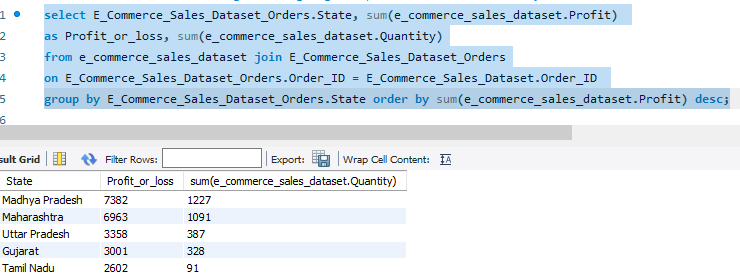 1 select E_Commerce_Sales_Dataset_Orders.State, sum(e_commerce_sales_dataset.Profit)
2 as Profit_or_loss, sum(e_commerce_sales_dataset.Quantity)
3 from e_commerce_sales_dataset join E_Commerce_Sales_Dataset_Orders
4 on E_Commerce_Sales_Dataset_Orders.Order_ID = E_Commerce_Sales_Dataset.Order_ID
5 group by E_Commerce_Sales_Dataset_Orders.State order by sum(e_commerce_sales_dataset.Profit) desc;
6
sult Grid Filter Rows: Export: Wrap Cell Content: IA
State Profit_or_loss sum(e_commerce_sales_dataset.Quantity)
Madhya Pradesh 7382 1227
Maharashtra 6963 1091
Uttar Pradesh 3358 387
Gujarat 3001 328
Tamil Nadu 2602 91